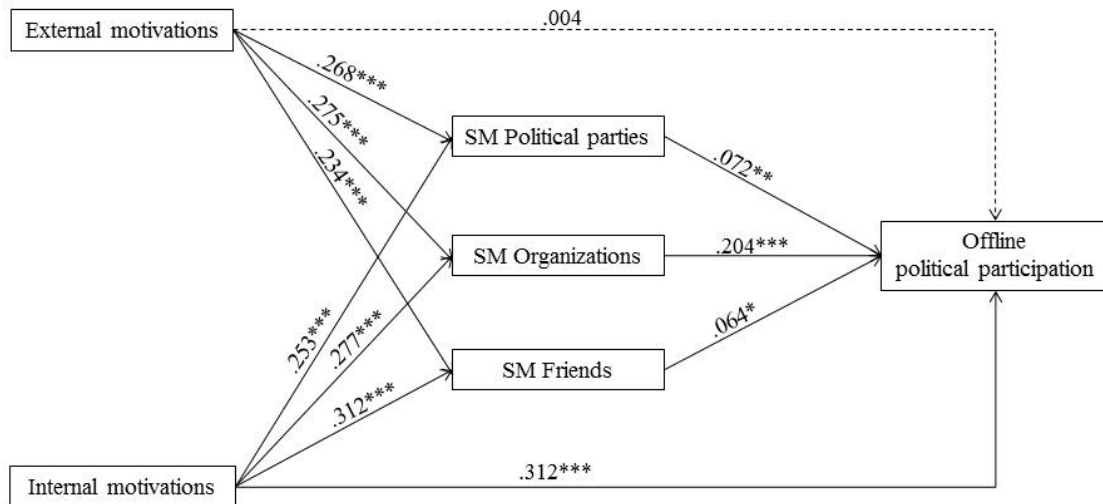 .004
External motivations
.268***
.275***
.234***
SM Political parties
.072**
SM Organizations
.204***
Offline
political participation
.064*
.253***
.277***
SM Friends
.312***
Internal motivations
.312***